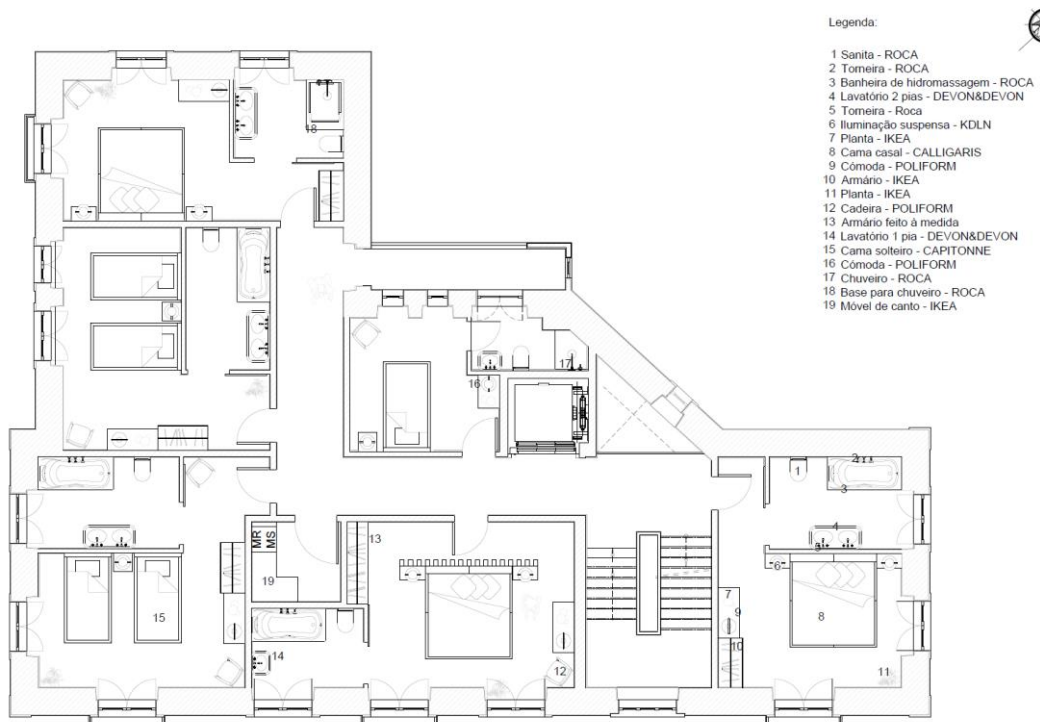 Legenda:
1 Sanita - ROCA
2 Torneira - ROCA
3 Banheira de hidromassagem - ROCA
4 Lavatório 2 pias - DEVON&DEVON
5 Torneira - Roca
6 Iluminação suspensa - KDLN
7 Planta - IKEA
8 Cama casal - CALLIGARIS
9 Cómoda - POLIFORM
10 Armário - IKEA
11 Planta - IKEA
12 Cadeira - POLIFORM
13 Armário feito à medida
14 Lavatório 1 pia - DEVON&DEVON
15 Cama solteiro - CAPITONNE
16 Cómoda - POLIFORM
17 Chuveiro - ROCA
18 Base para chuveiro - ROCA
19 Móvel de canto - IKEA
18
17
16
2
1
3
4
5
MR
MS
13
6
19
7
9
15
8
14
10
12
11